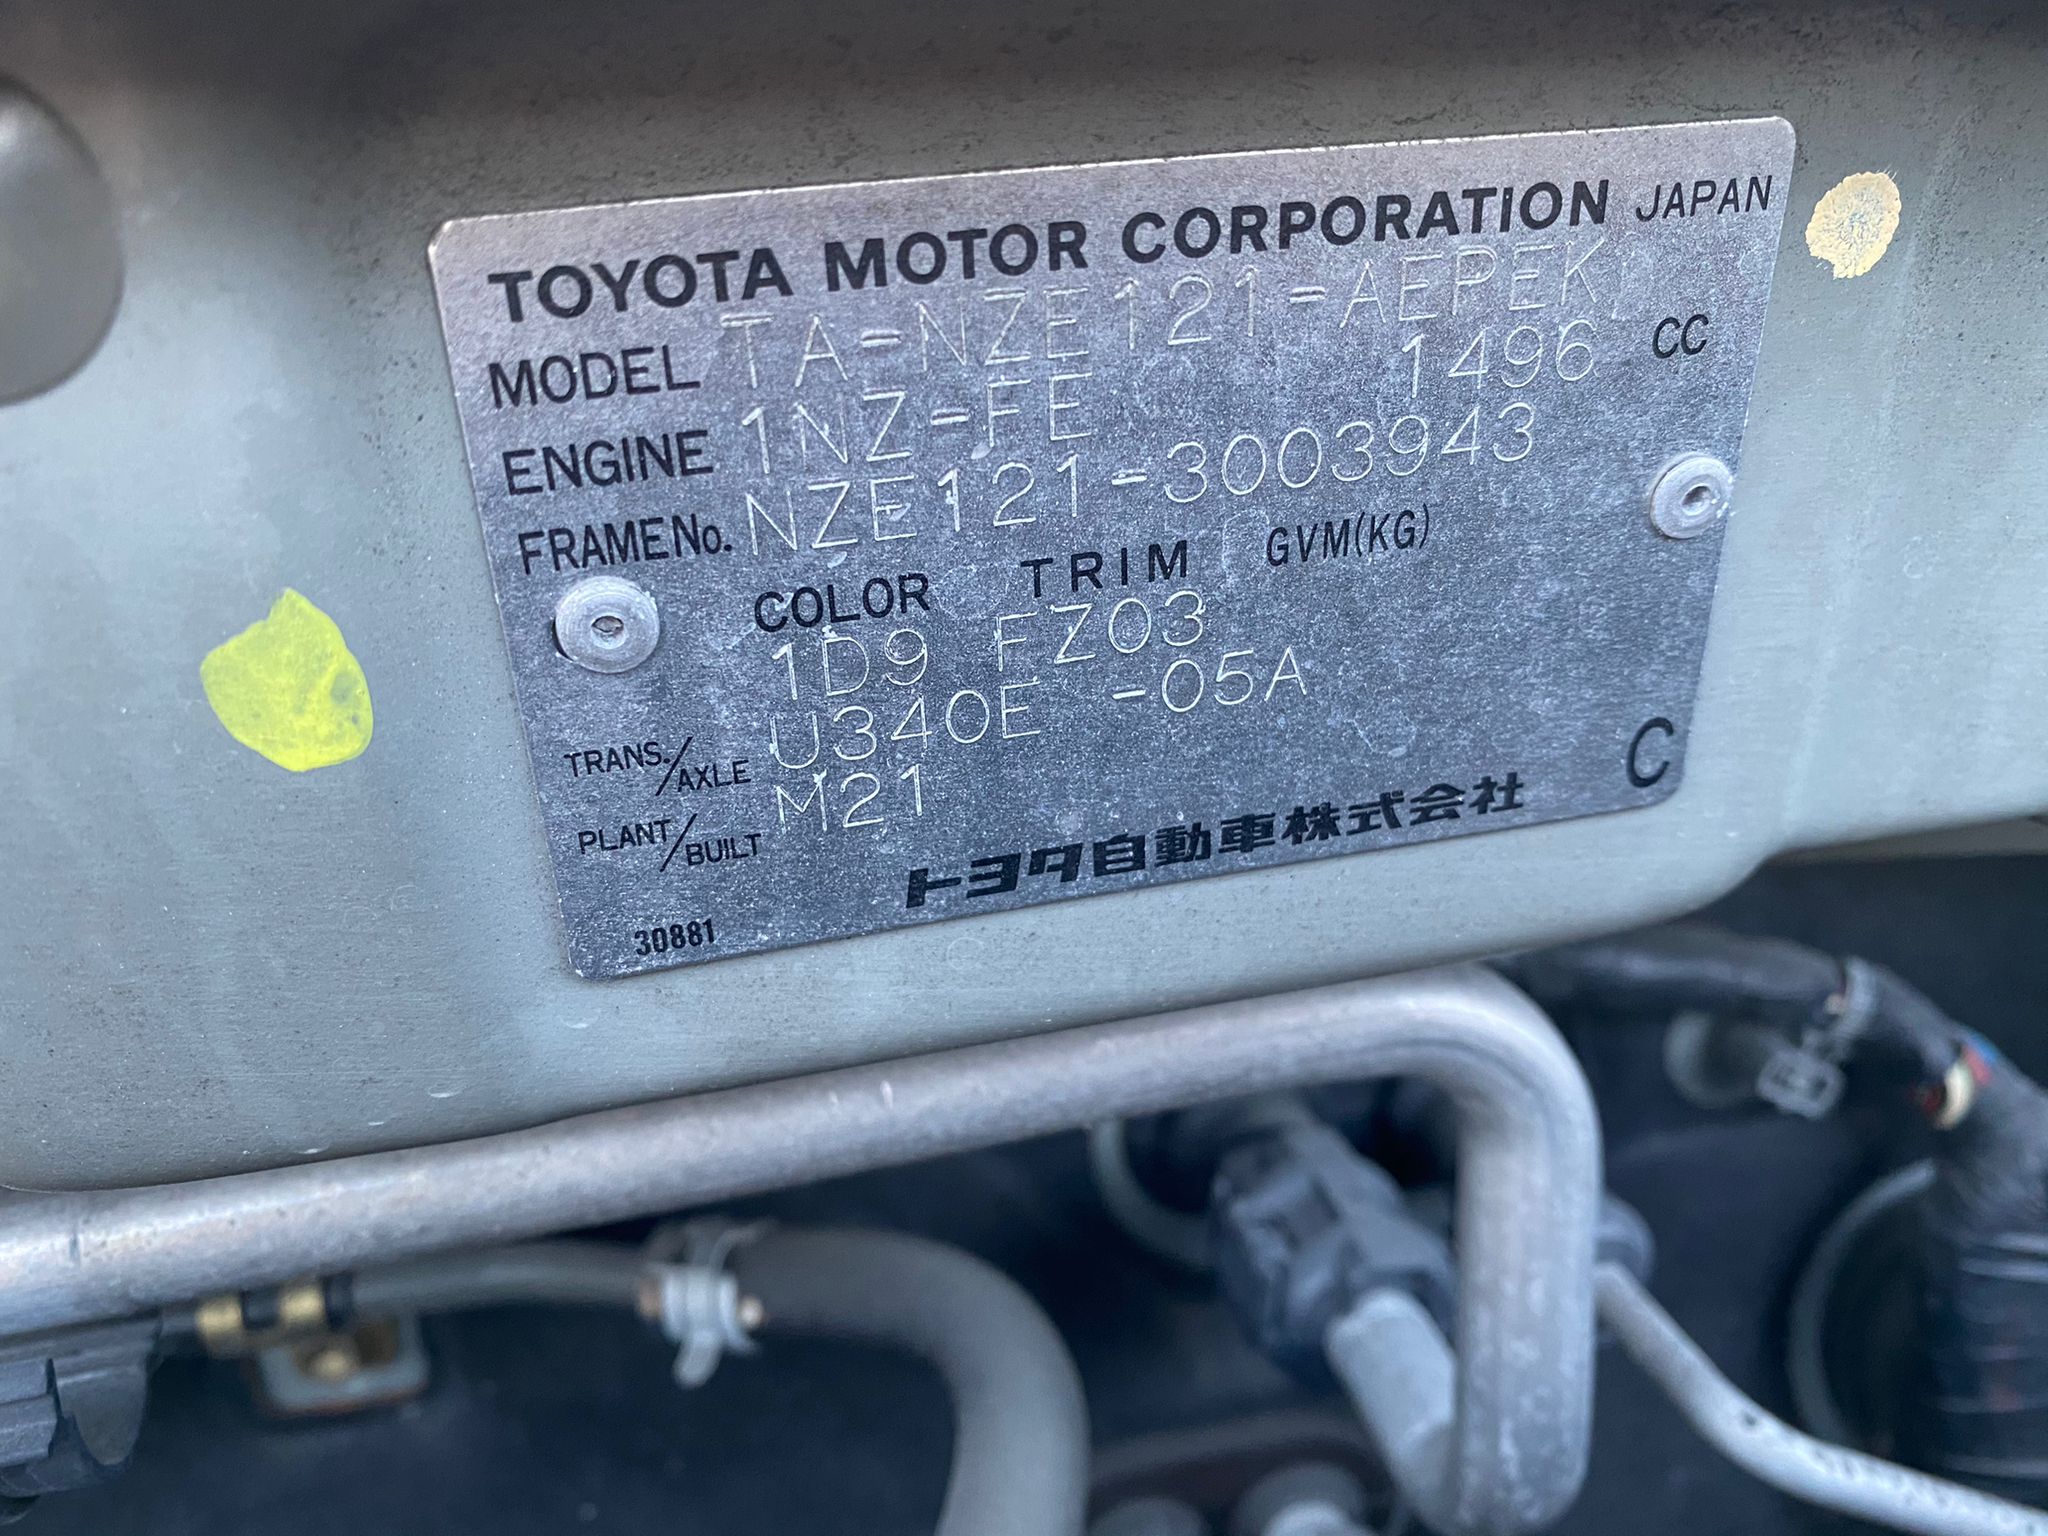 TOYOTA MOTOR CORPORATION JAPAN
MODEL TA-NZE121-AEPEK
ENGINE 1NZ-FE 1496 CC
FRAME No. NZE121-3003943
COLOR TRIM GVM(KG)
1D9 FZ03
TRANS./AXLE U340E -05A
PLANT/BUILT M21
トヨタ自動車株式会社 C
30881